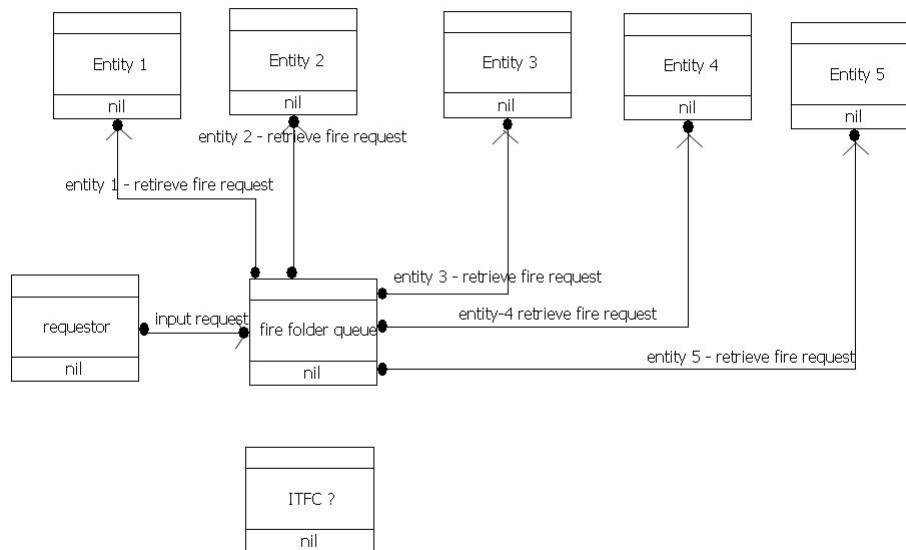 Entity 1
nil
Entity 2
nil
Entity 3
nil
Entity 4
nil
Entity 5
nil
entity 2 - retrieve fire request
entity 1 - retireve fire request
entity 3 - retrieve fire request
entity-4 retrieve fire request
entity 5 - retrieve fire request
requestor
nil
input request
fire folder queue
nil
ITFC ?
nil